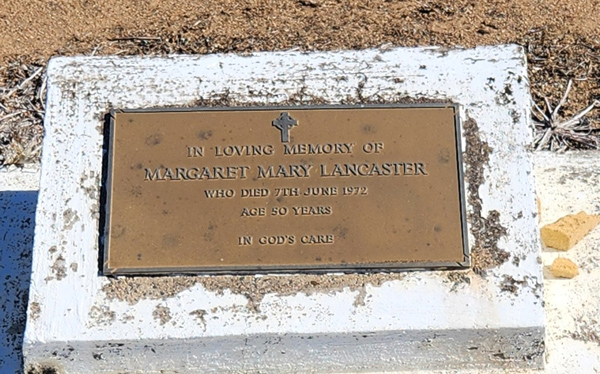 IN LOVING MEMORY OF
MARGARET MARY LANCASTER
WHO DIED 7TH JUNE 1972
AGE 50 YEARS
IN GOD'S CARE